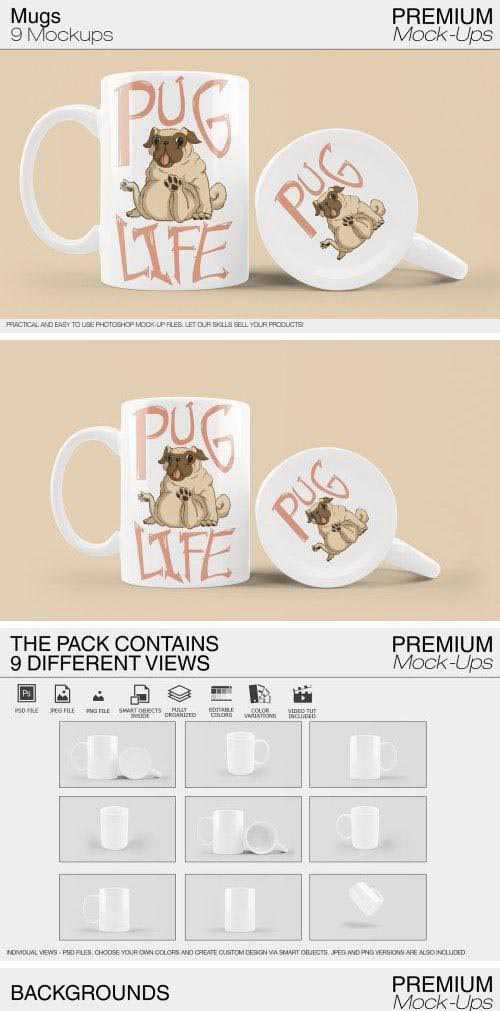 Mugs
9 Mockups
PREMIUM
Mock-Ups
PUG
LIFE
PUG
PRACTICAL AND EASY TO USE PHOTOSHOP MOCK-UP FILES. LET OUR SKILLS SELL YOUR PRODUCTS!
PUG
LIFE
PUG
THE PACK CONTAINS
9 DIFFERENT VIEWS
PREMIUM
Mock-Ups
Ps
PSD FILE
JPEG FILE
PNG FILE
SMART OBJECTS
INSIDE
FULLY
ORGANIZED
EDITABLE
COLORS
COLOR
VARIATIONS
VIDEO TUT
INCLUDED
INDIVIDUAL VIEWS - PSD FILES. CHOOSE YOUR OWN COLORS AND CREATE CUSTOM DESIGN VIA SMART OBJECTS. JPEG AND PNG VERSIONS ARE ALSO INCLUDED
BACKGROUNDS
PREMIUM
Mock-Ups